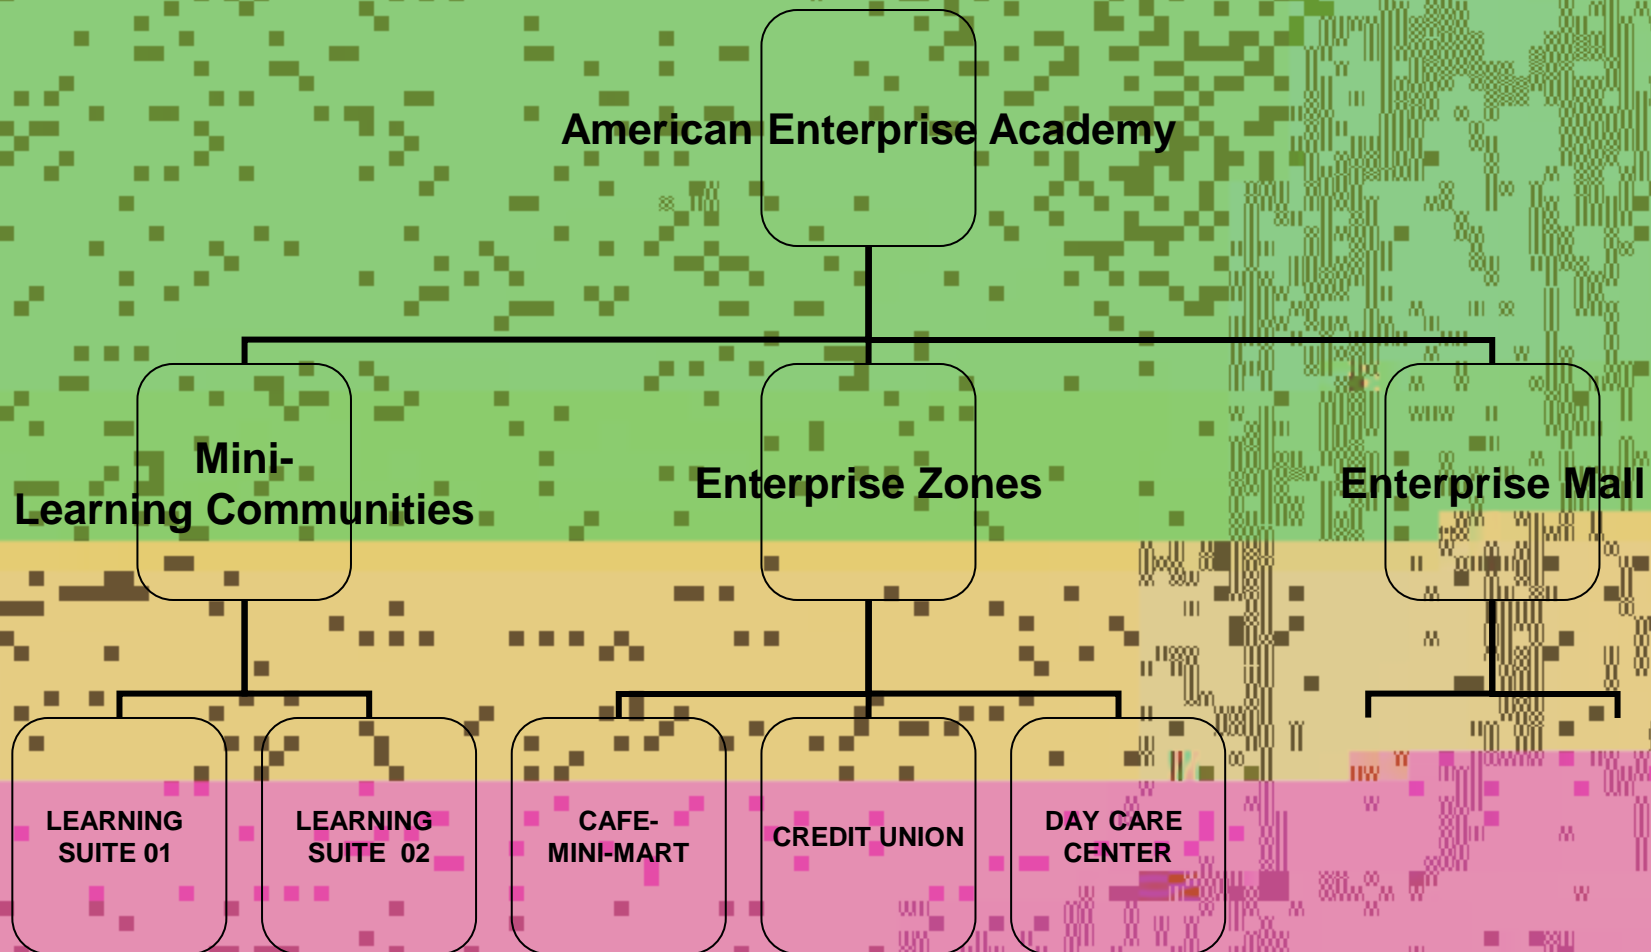 American Enterprise Academy
Mini-
Learning Communities
Enterprise Zones
Enterprise Mall
LEARNING
SUITE 01
LEARNING
SUITE 02
CAFE-
MINI-MART
CREDIT UNION
DAY CARE
CENTER